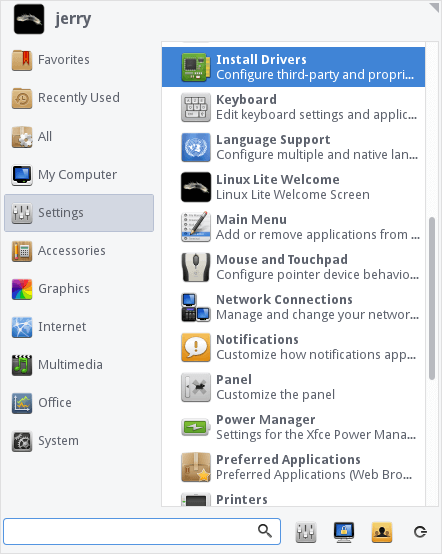 jerry
Favorites
Recently Used
All
My Computer
Settings
Accessories
Graphics
Internet
Multimedia
Office
System
Install Drivers
Configure third-party and propri...
Keyboard
Edit keyboard settings and applic...
Language Support
Configure multiple and native lan...
Linux Lite Welcome
Linux Lite Welcome Screen
Main Menu
Add or remove applications from ...
Mouse and Touchpad
Configure pointer device behavio...
Network Connections
Manage and change your networ...
Notifications
Customize how notifications app...
Panel
Customize the panel
Power Manager
Settings for the Xfce Power Mana...
Preferred Applications
Preferred Applications (Web Bro...
Printers